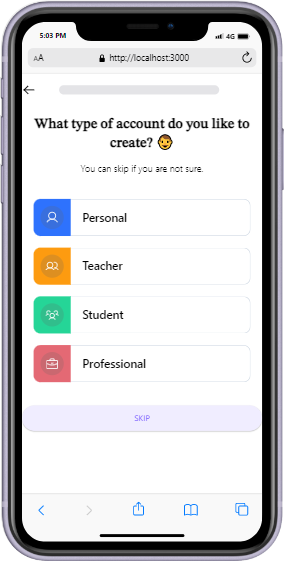 5:03 PM
4G
AA
http://localhost:3000
What type of account do you like to
create? 🧑
You can skip if you are not sure.
Personal
Teacher
Student
Professional
SKIP